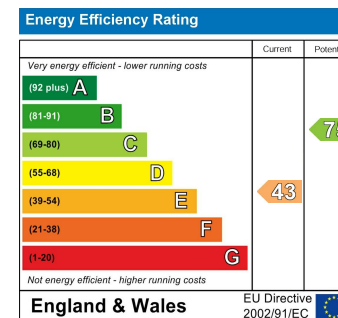 Energy Efficiency Rating
Current
Very energy efficient - lower running costs
(92 plus) A
(81-91) B
(69-80) C
(55-68) D
(39-54) E
43
(21-38) F
(1-20) G
Not energy efficient - higher running costs
England & Wales
EU Directive
2002/91/EC